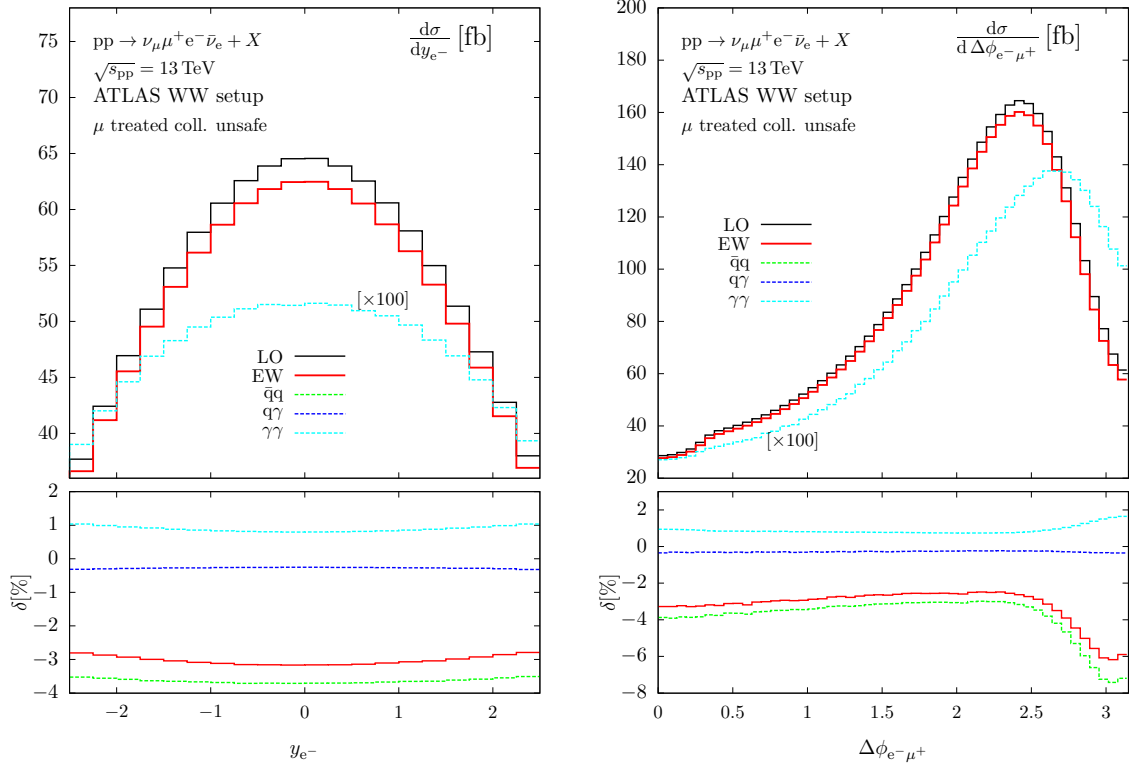 75
70
65
60
55
50
45
40
pp → ν_μ μ⁺ e⁻ ν̄_e + X
√s_pp = 13 TeV
ATLAS WW setup
μ treated coll. unsafe
dσ/dy_e⁻ [fb]
[×100]
LO
EW
q̄q
qγ
γγ
2
1
0
−1
−2
−3
−4
δ[%]
−2 −1 0 1 2
y_e⁻
200
180
160
140
120
100
80
60
40
20
pp → ν_μ μ⁺ e⁻ ν̄_e + X
√s_pp = 13 TeV
ATLAS WW setup
μ treated coll. unsafe
dσ/d Δϕ_e⁻μ⁺ [fb]
LO
EW
q̄q
qγ
γγ
[×100]
2
0
−2
−4
−6
−8
δ[%]
0 0.5 1 1.5 2 2.5 3
Δϕ_e⁻μ⁺